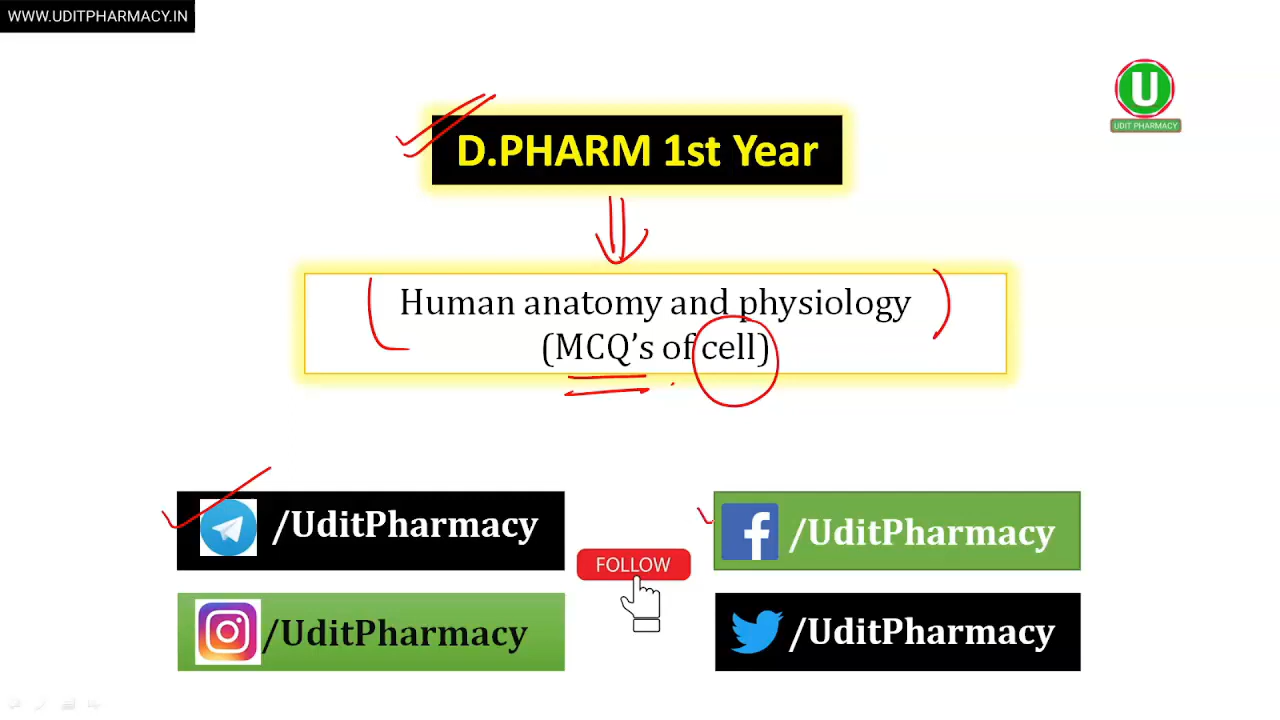 WWW.UDITPHARMACY.IN
U
UDIT PHARMACY
D.PHARM 1st Year
Human anatomy and physiology
(MCQ’s of cell)
/UditPharmacy
/UditPharmacy
FOLLOW
/UditPharmacy
/UditPharmacy